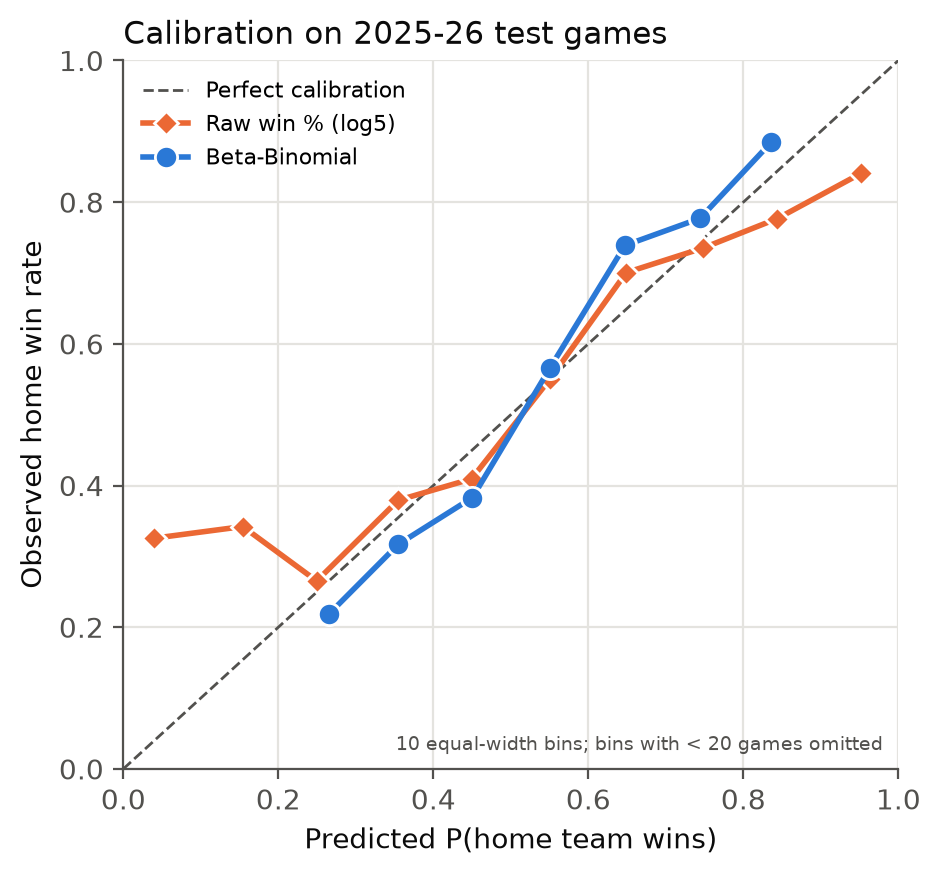 Calibration on 2025-26 test games
1.0
0.8
0.6
0.4
0.2
0.0
Observed home win rate
Perfect calibration
Raw win % (log5)
Beta-Binomial
10 equal-width bins; bins with < 20 games omitted
0.0 0.2 0.4 0.6 0.8 1.0
Predicted P(home team wins)